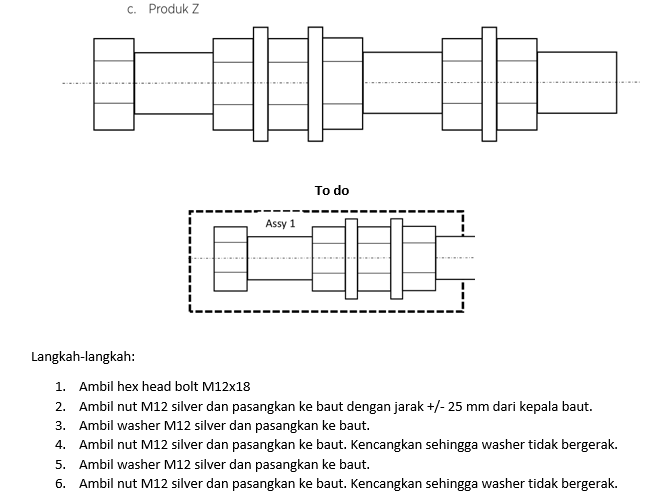 c. Produk Z
To do
Assy 1
Langkah-langkah:
1. Ambil hex head bolt M12x18
2. Ambil nut M12 silver dan pasangkan ke baut dengan jarak +/- 25 mm dari kepala baut.
3. Ambil washer M12 silver dan pasangkan ke baut.
4. Ambil nut M12 silver dan pasangkan ke baut. Kencangkan sehingga washer tidak bergerak.
5. Ambil washer M12 silver dan pasangkan ke baut.
6. Ambil nut M12 silver dan pasangkan ke baut. Kencangkan sehingga washer tidak bergerak.